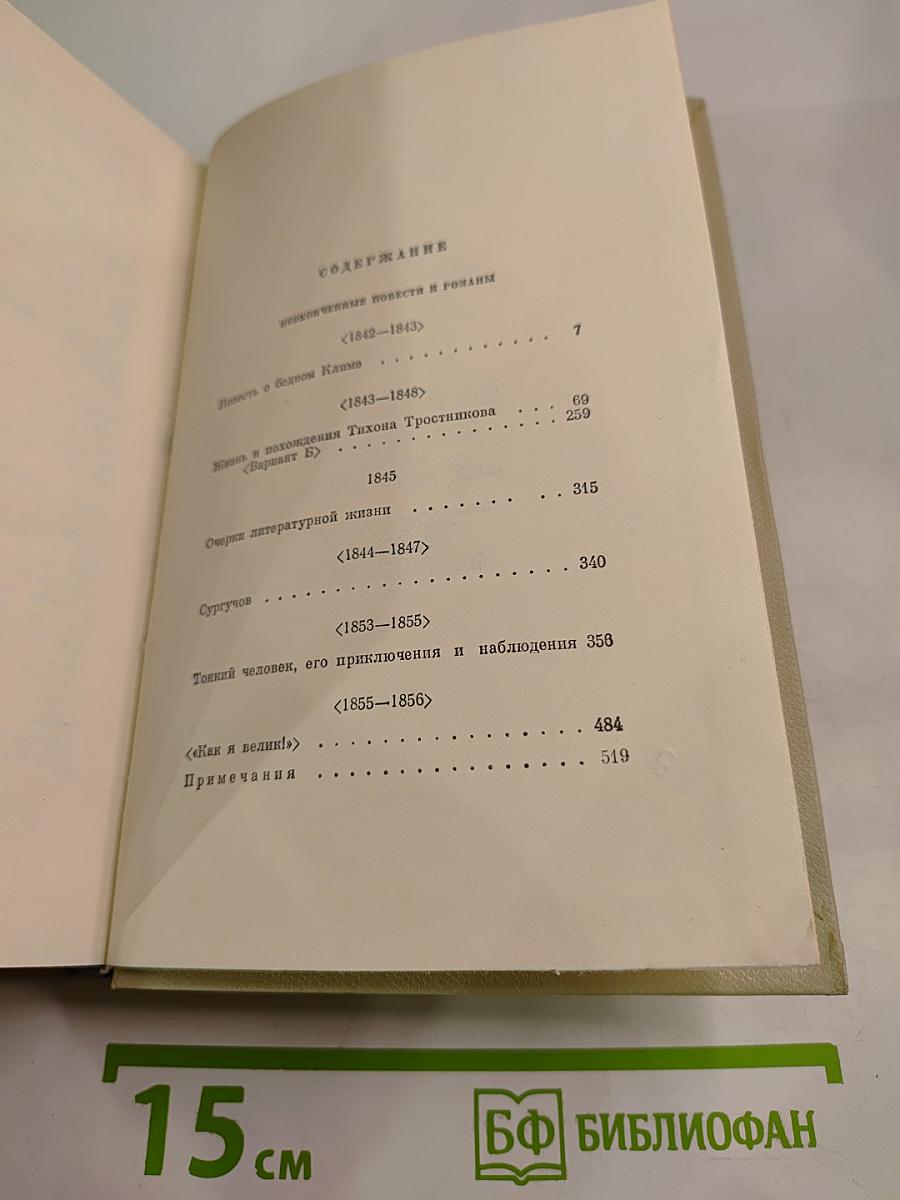 СОДЕРЖАНИЕ
НЕОКОНЧЕННЫЕ ПОВЕСТИ И РОМАНЫ
<1842—1843>
Повесть о бедном Климе . . . . . . . . . . . . 7
<1843—1848>
Жизнь и похождения Тихона Тростникова . . . 69
<Вариант Б> . . . . . . . . . . . . . . 259
1845
Очерки литературной жизни . . . . . . . . . 315
<1844—1847>
Сургучов . . . . . . . . . . . . . . . . . . . 340
<1853—1855>
Тонкий человек, его приключения и наблюдения 356
<1855—1856>
<«Как я велик!»> . . . . . . . . . . . . . . . 484
Примечания . . . . . . . . . . . . . . . 519
15 см
БФ БИБЛИОФАН